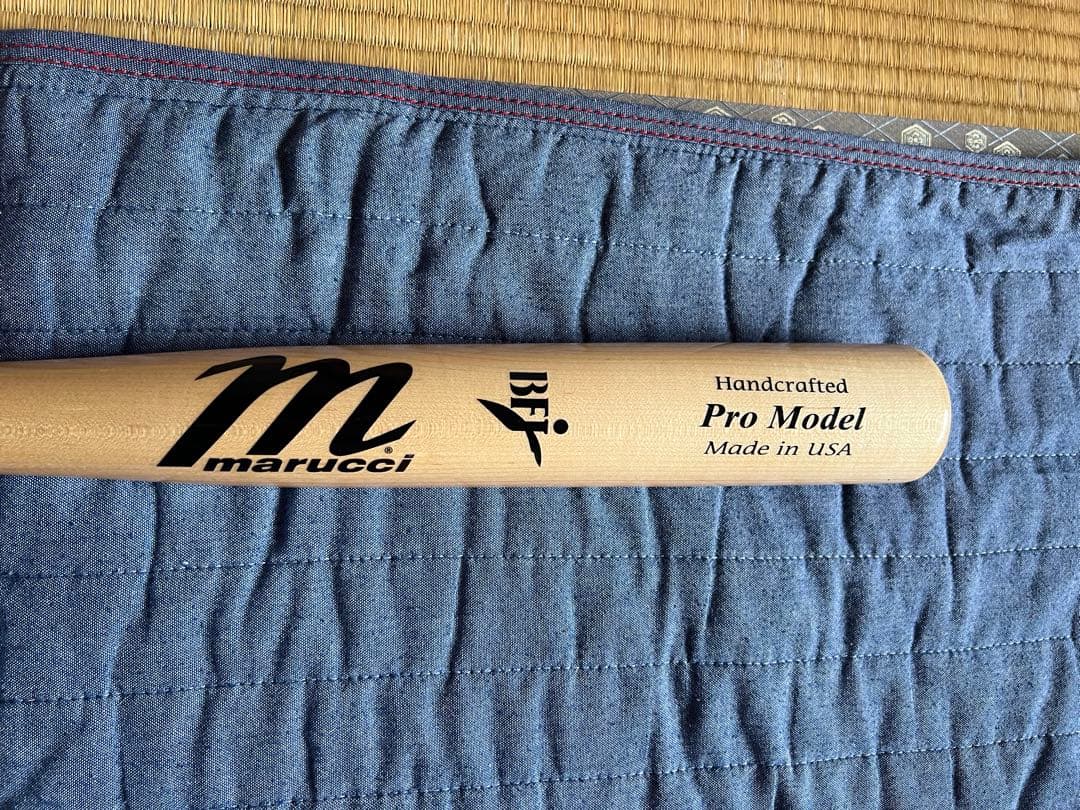 m
marucci®
BFJ
Handcrafted
Pro Model
Made in USA